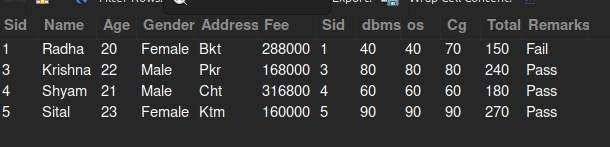 Filter Rows: Export: Wrap Cell Content:
Sid Name Age Gender Address Fee Sid dbms os Cg Total Remarks
1 Radha 20 Female Bkt 288000 1 40 40 70 150 Fail
3 Krishna 22 Male Pkr 168000 3 80 80 80 240 Pass
4 Shyam 21 Male Cht 316800 4 60 60 60 180 Pass
5 Sital 23 Female Ktm 160000 5 90 90 90 270 Pass